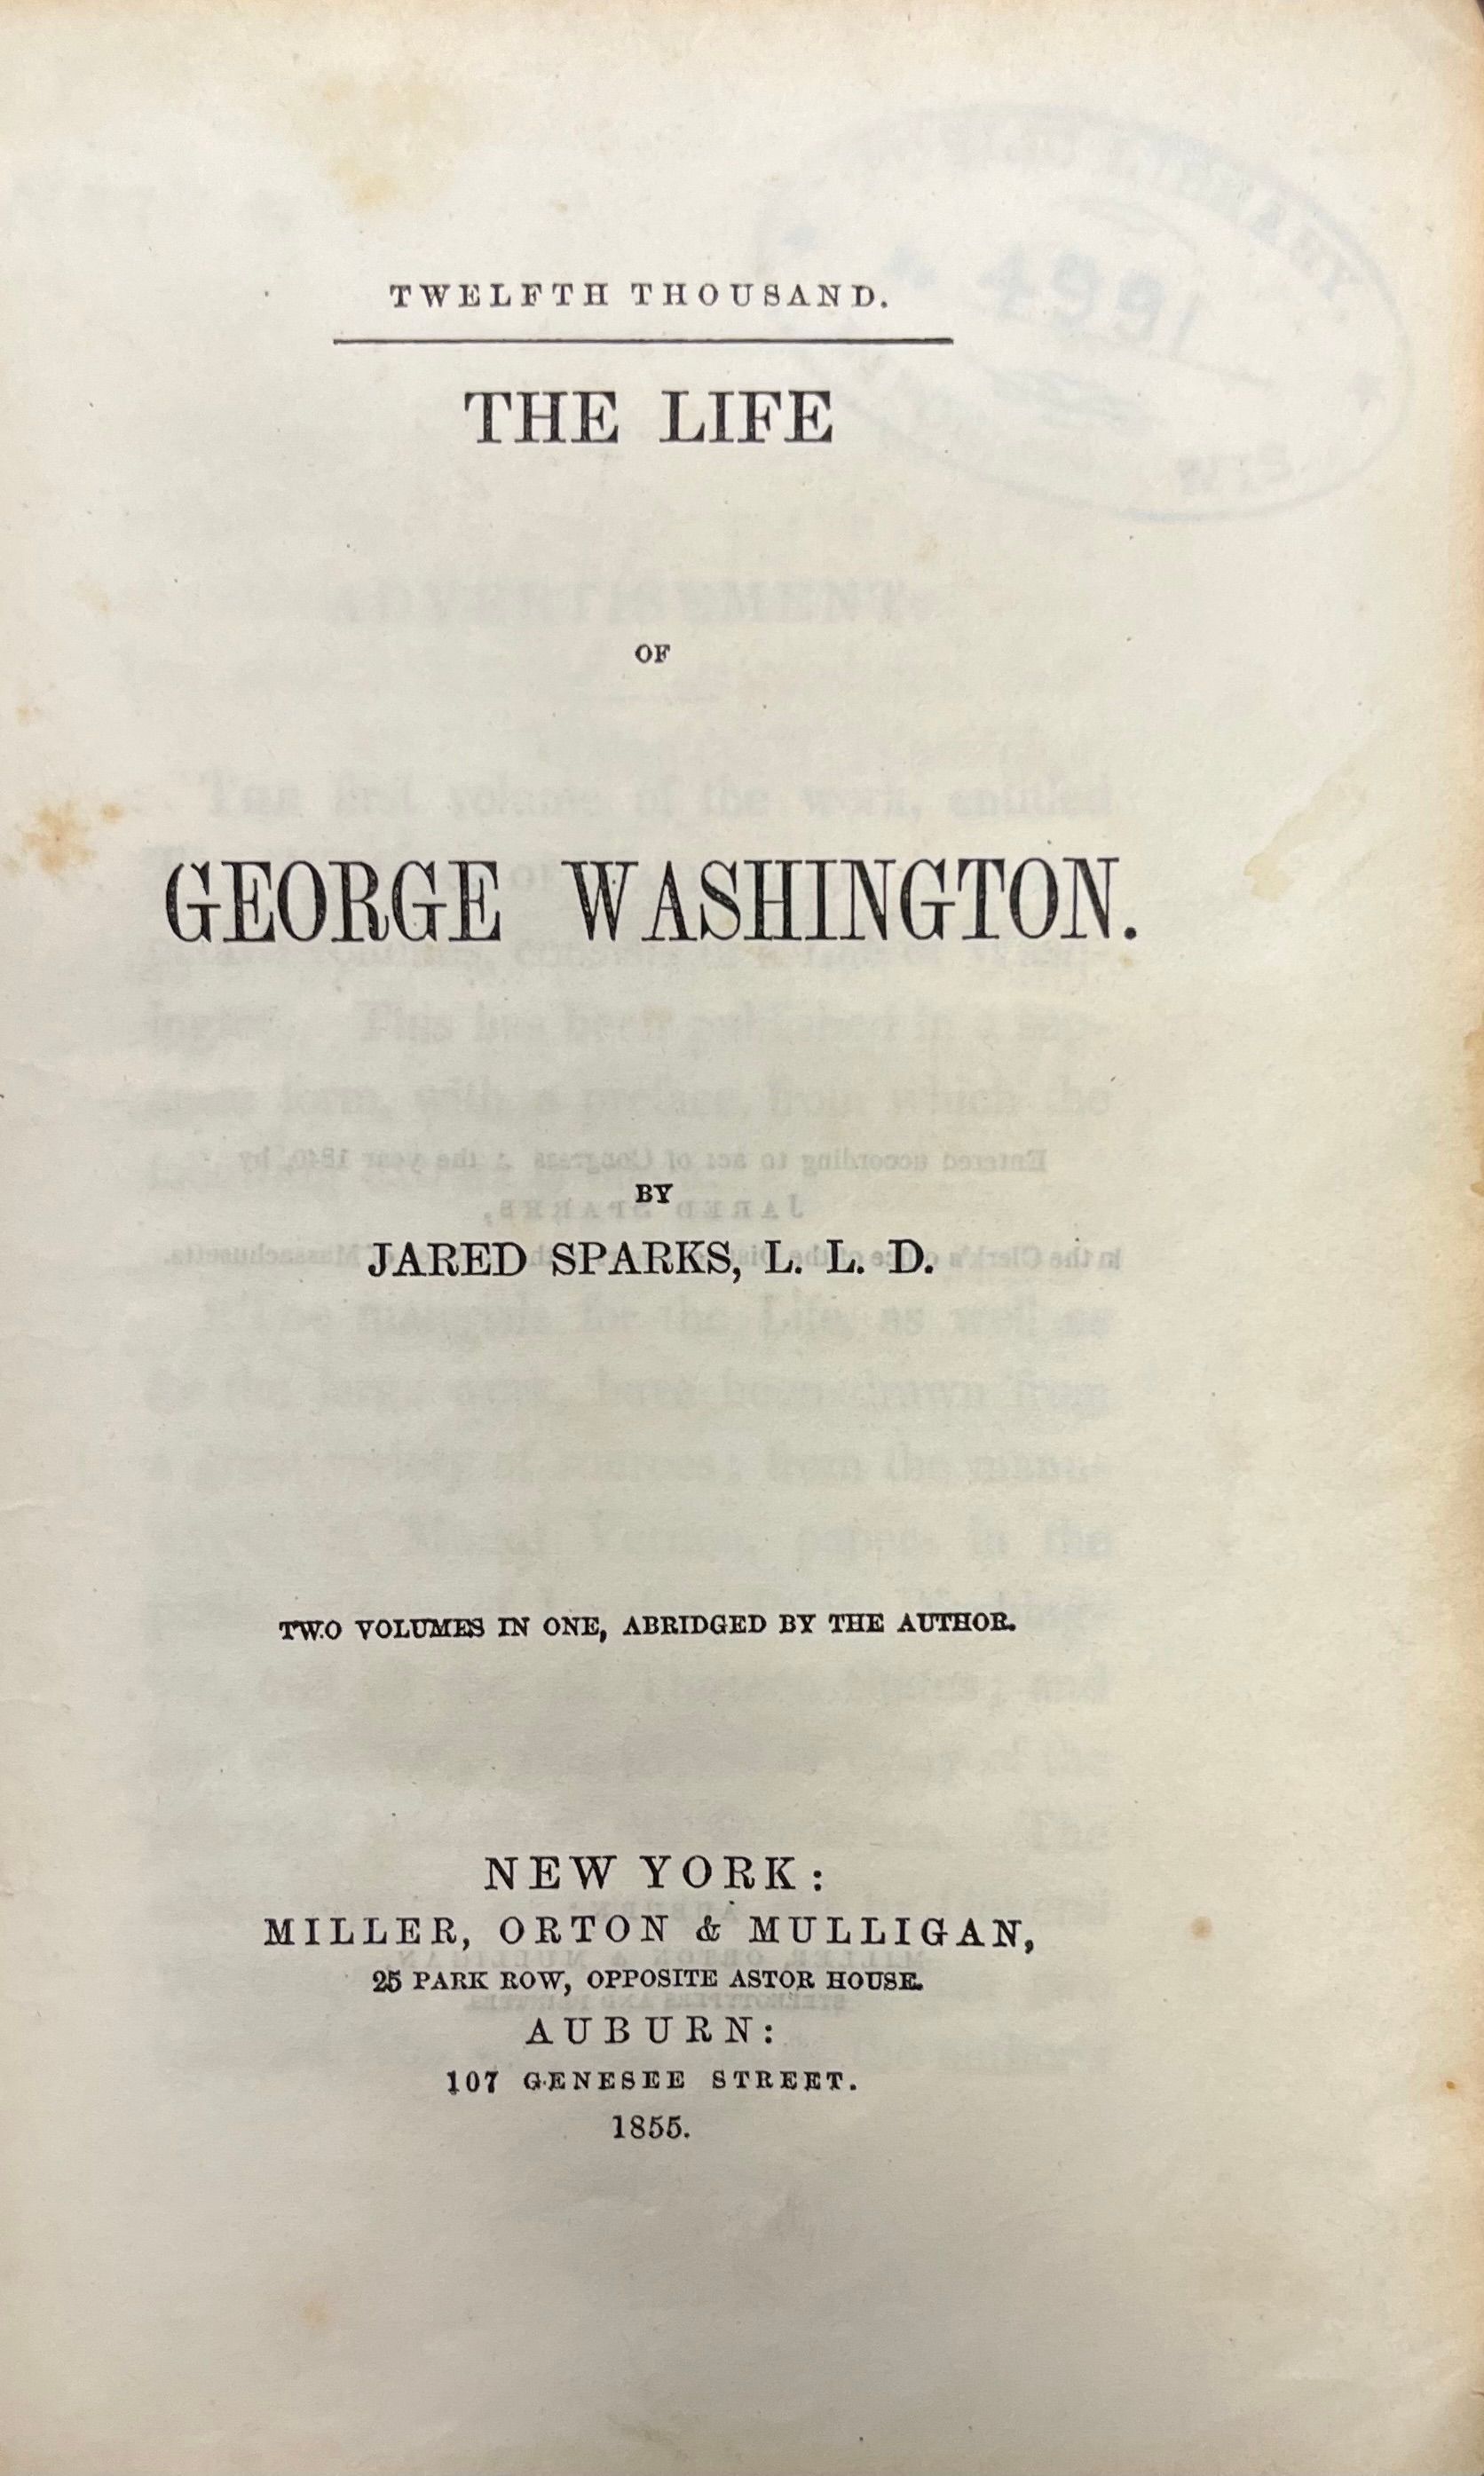 TWELFTH THOUSAND.
THE LIFE
OF
GEORGE WASHINGTON.
BY
JARED SPARKS, L. L. D.
TWO VOLUMES IN ONE, ABRIDGED BY THE AUTHOR.
NEW YORK:
MILLER, ORTON & MULLIGAN,
25 PARK ROW, OPPOSITE ASTOR HOUSE.
AUBURN:
107 GENESEE STREET.
1855.